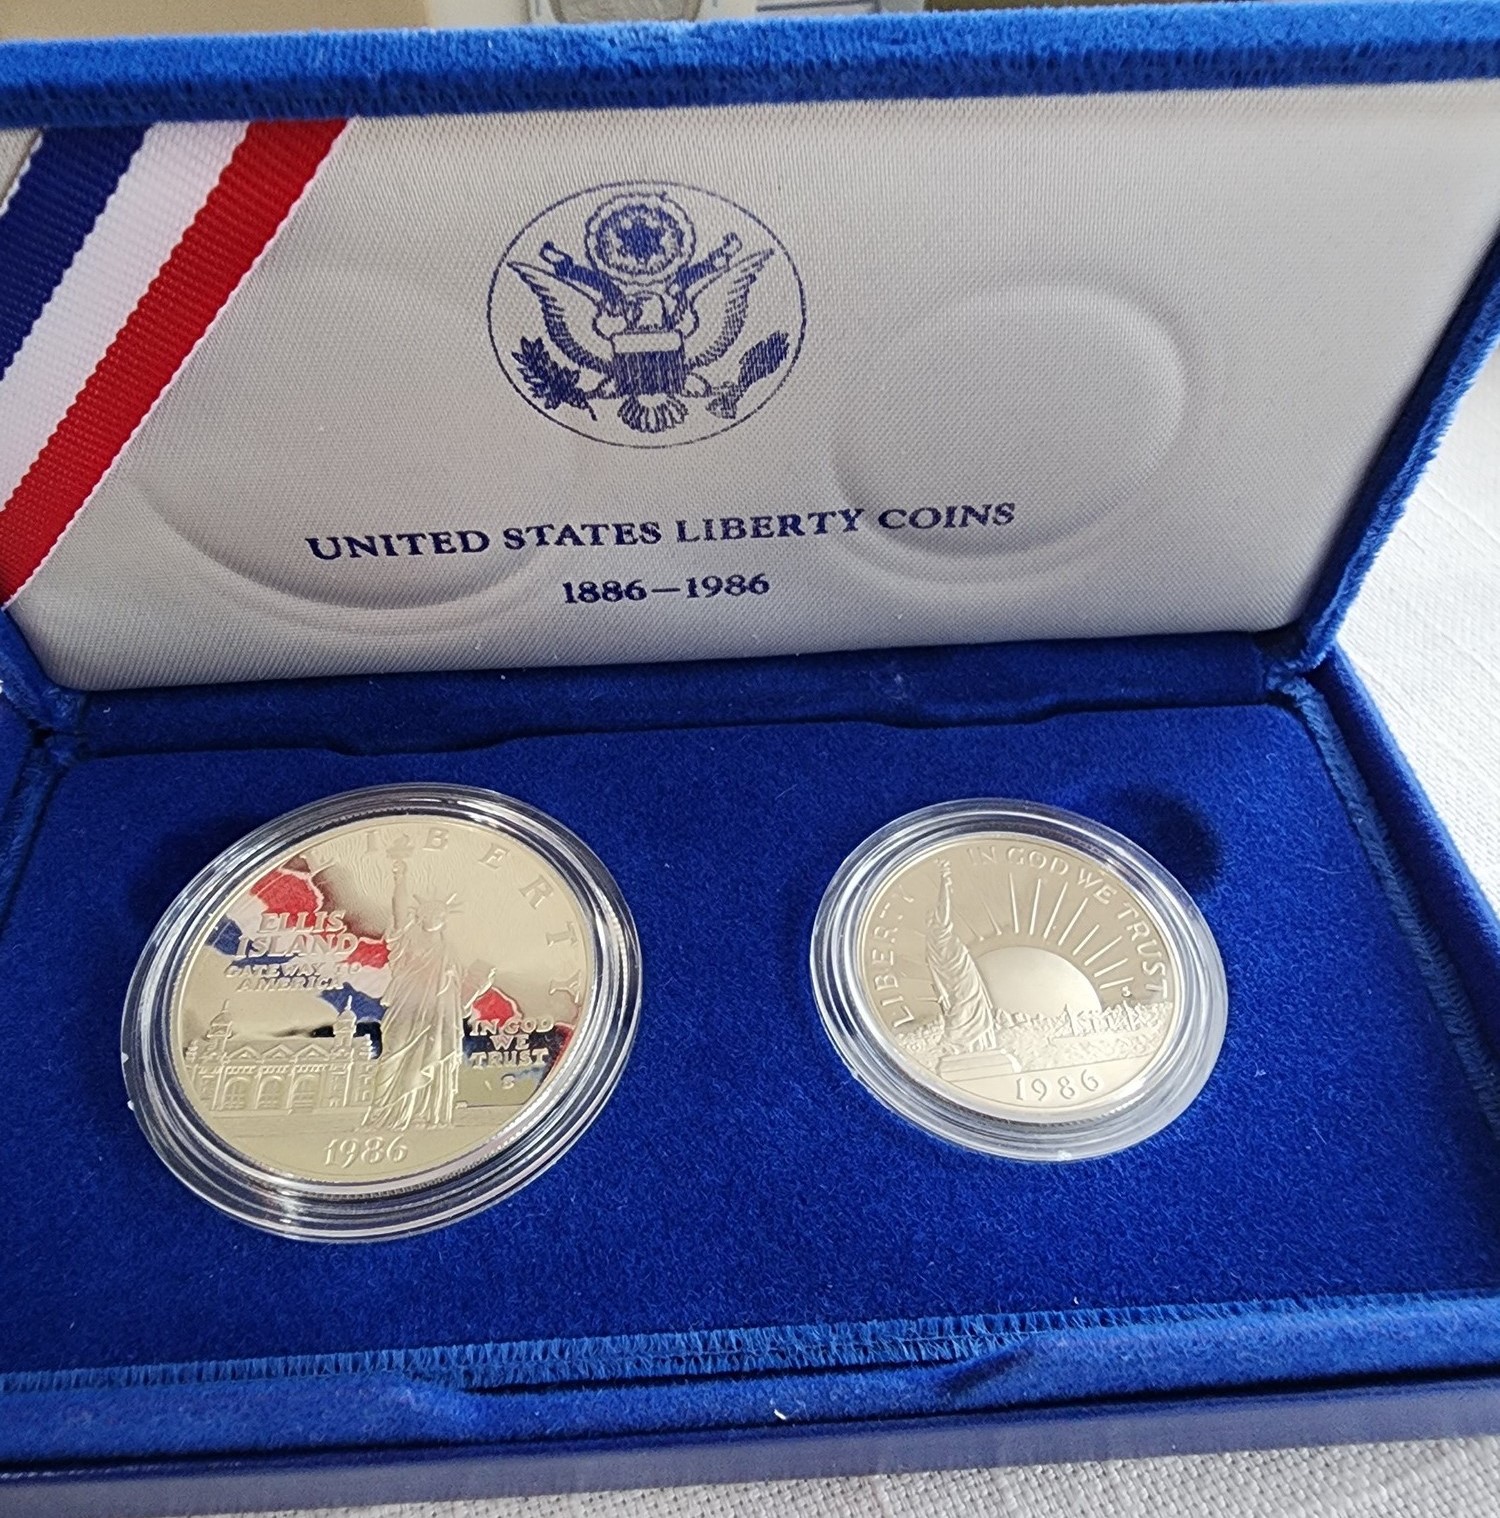 UNITED STATES LIBERTY COINS
1886–1986
LIBERTY
ELLIS
ISLAND
GATEWAY TO
AMERICA
IN GOD
WE
TRUST
S
1986
IN GOD WE TRUST
LIBERTY
S
1986